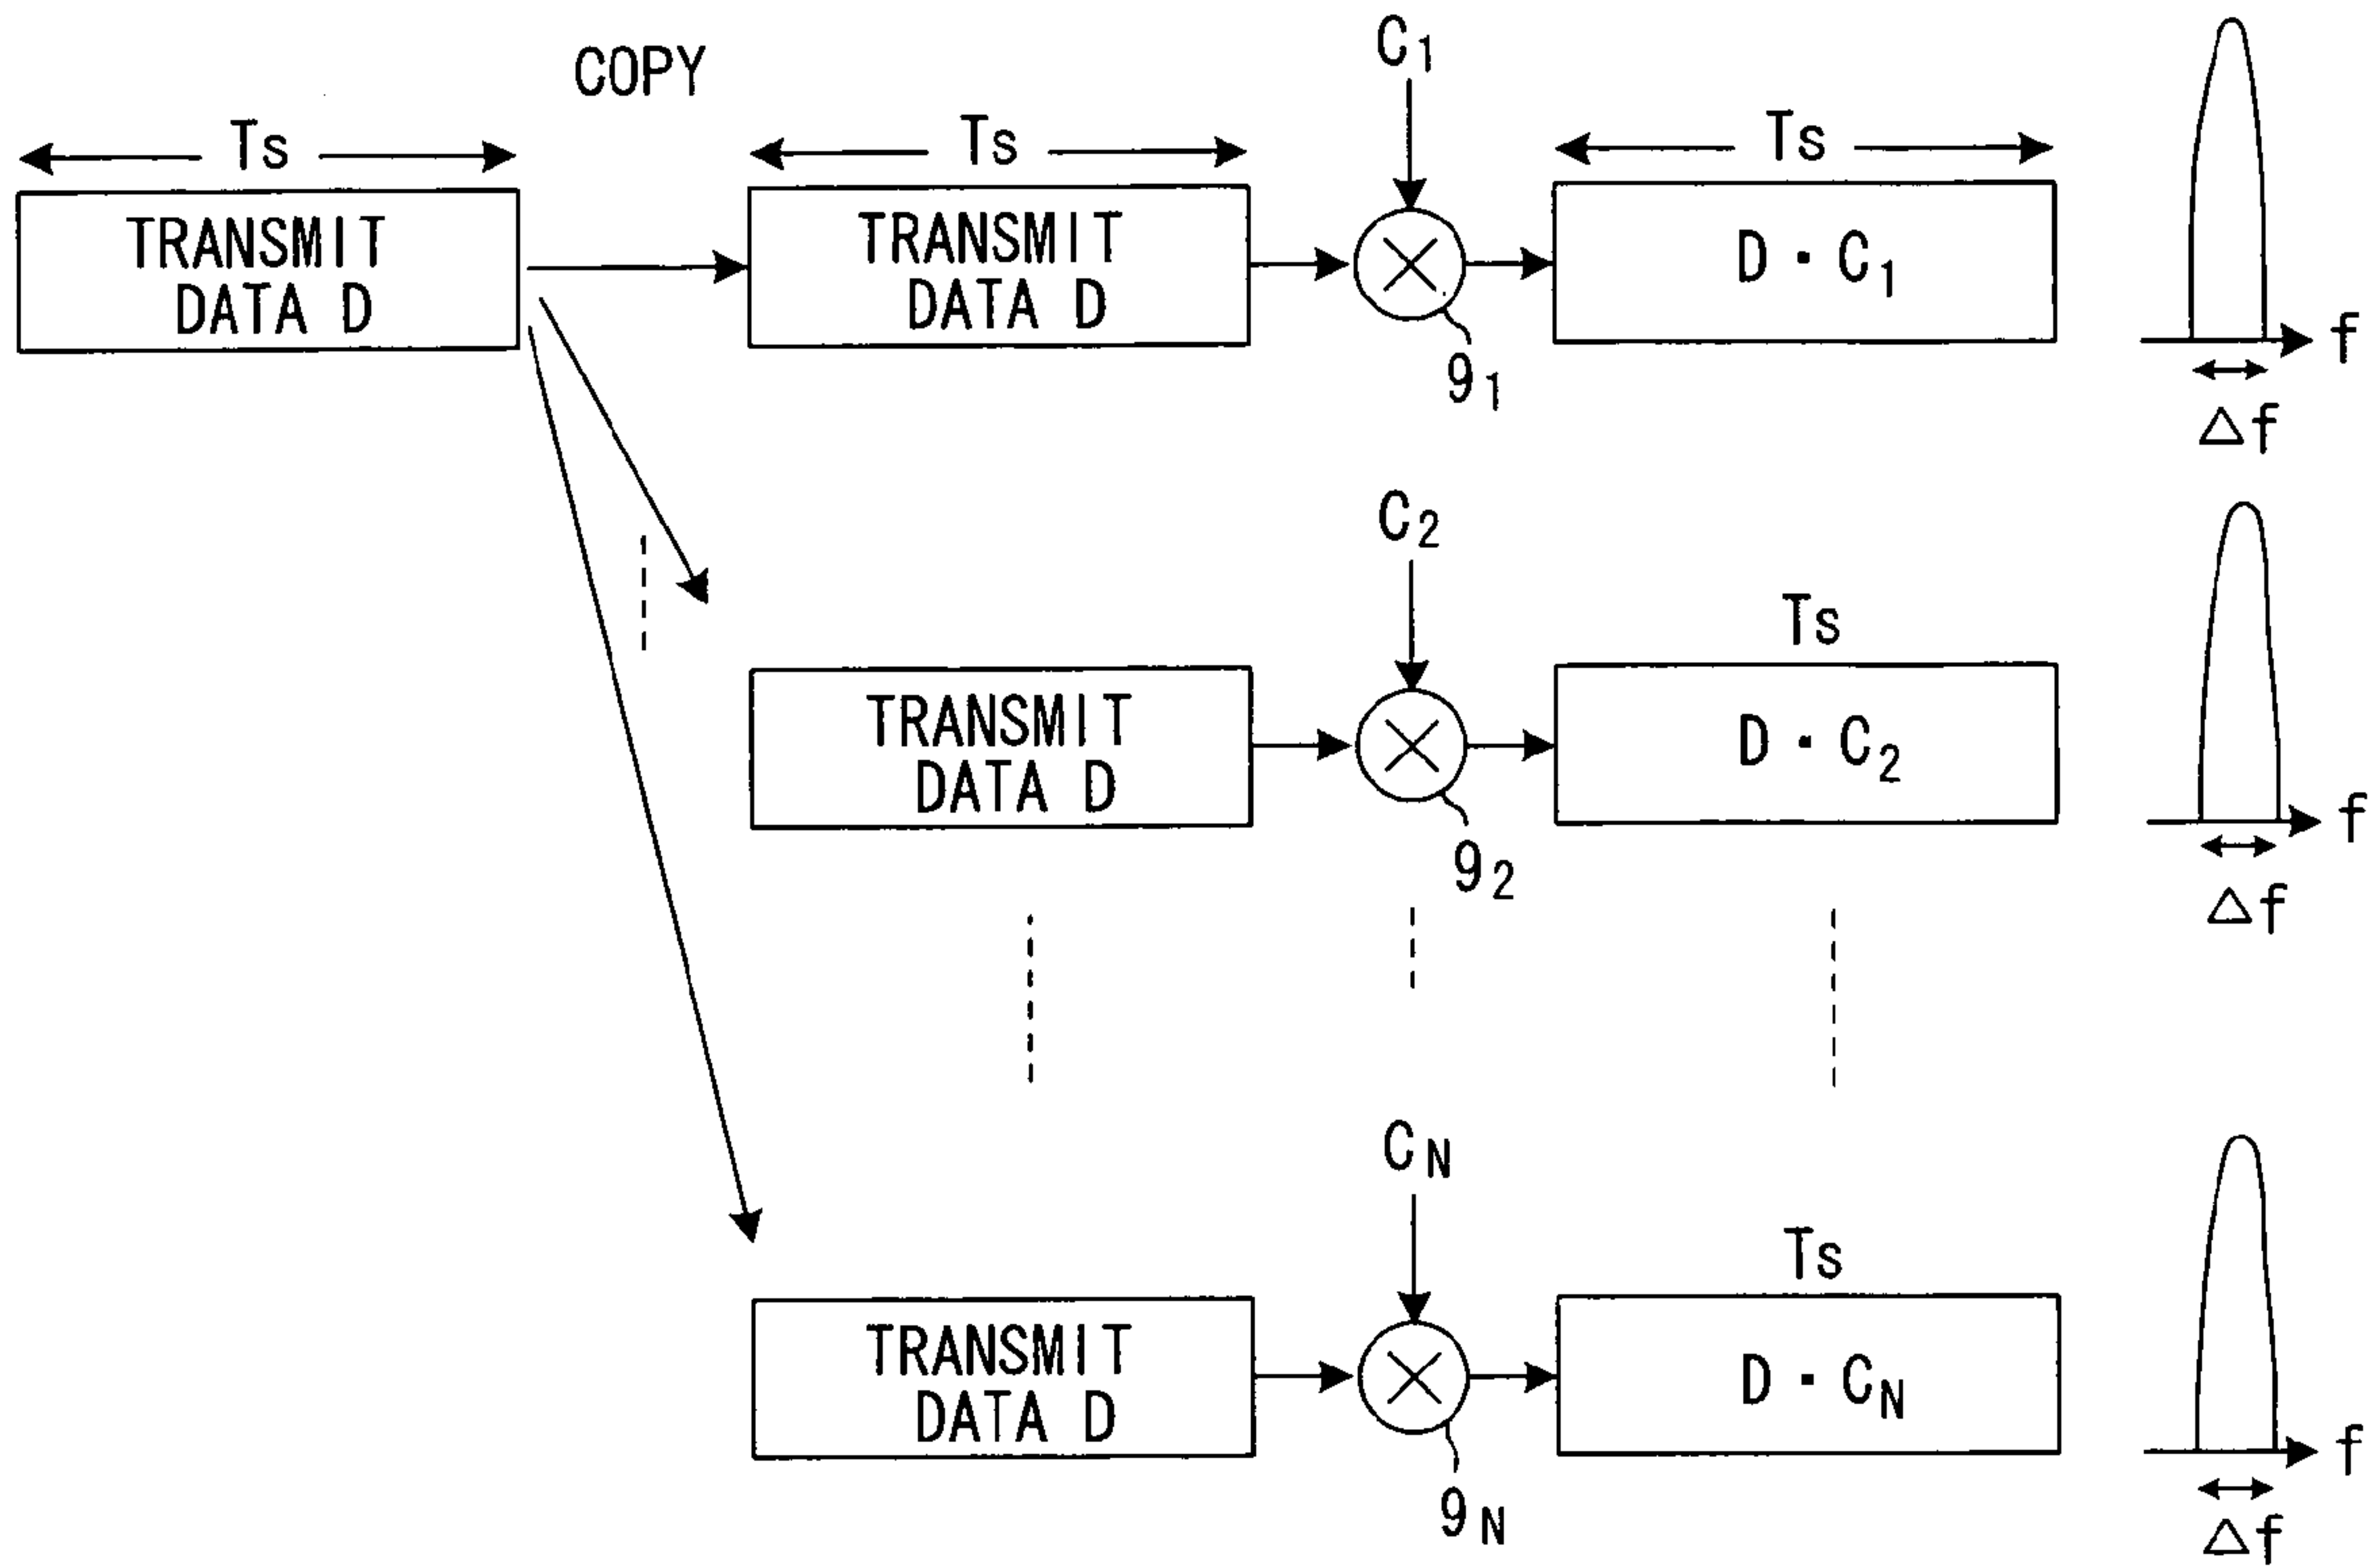 COPY
C1
Ts
Ts
Ts
TRANSMIT
DATA D
TRANSMIT
DATA D
D · C1
f
91
Δf
C2
Ts
TRANSMIT
DATA D
D · C2
f
92
Δf
CN
Ts
TRANSMIT
DATA D
D · CN
f
9N
Δf